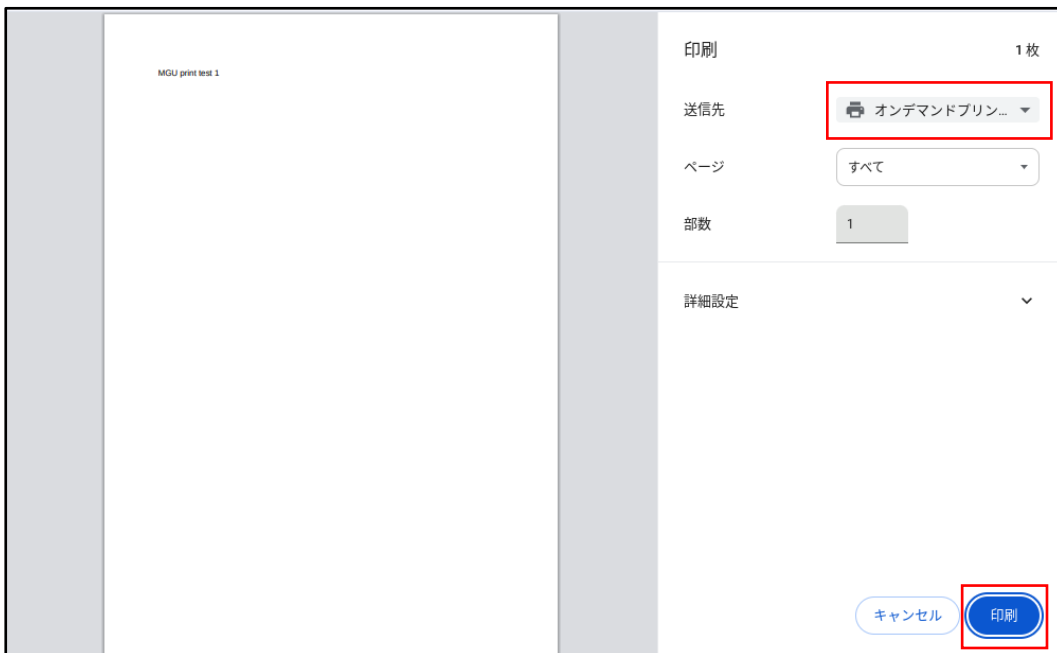 MGU print test 1
印刷
1 枚
送信先
オンデマンドプリン...
ページ
すべて
部数
1
詳細設定
キャンセル
印刷